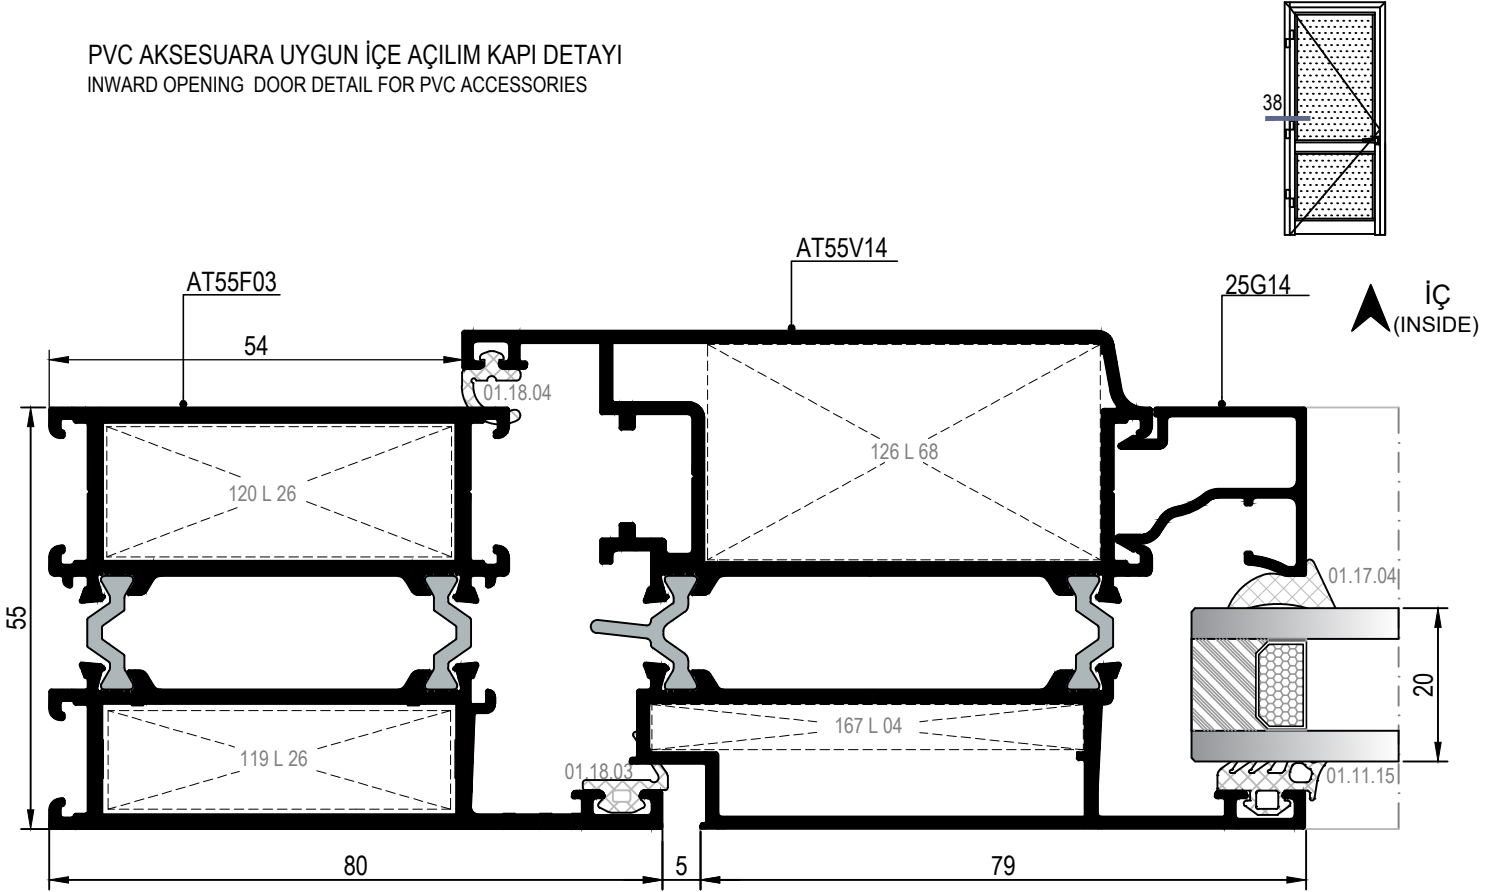 PVC AKSESUARA UYGUN İÇE AÇILIM KAPI DETAYI
INWARD OPENING DOOR DETAIL FOR PVC ACCESSORIES
38
AT55V14
AT55F03
25G14
İÇ
(INSIDE)
54
01.18.04
126 L 68
120 L 26
01.17.04
55
20
167 L 04
119 L 26
01.18.03
01.11.15
80
5
79